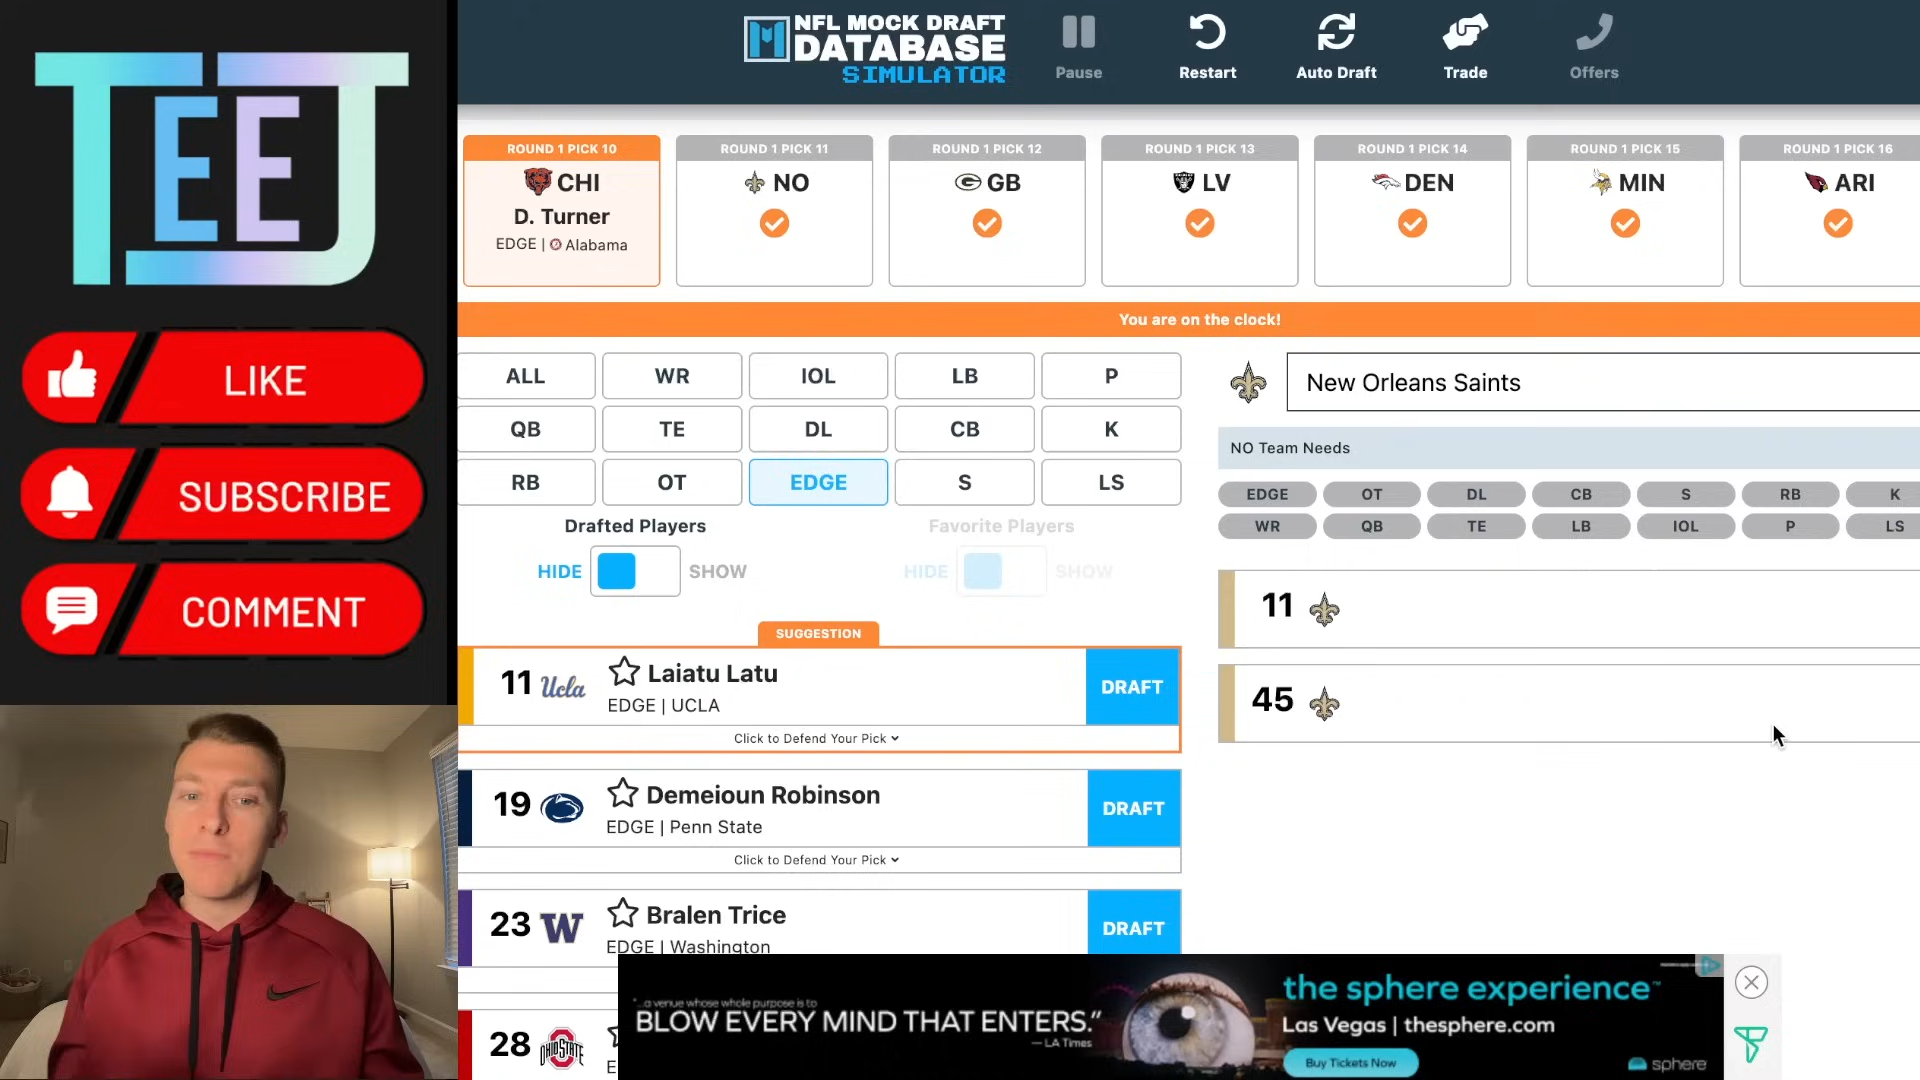 TEEJ
LIKE
SUBSCRIBE
COMMENT
NFL MOCK DRAFT
DATABASE
SIMULATOR
Pause
Restart
Auto Draft
Trade
Offers
ROUND 1 PICK 10
CHI
D. Turner
EDGE | Alabama
ROUND 1 PICK 11
NO
ROUND 1 PICK 12
GB
ROUND 1 PICK 13
LV
ROUND 1 PICK 14
DEN
ROUND 1 PICK 15
MIN
ROUND 1 PICK 16
ARI
You are on the clock!
ALL WR IOL LB P
QB TE DL CB K
RB OT EDGE S LS
Drafted Players
HIDE SHOW
Favorite Players
HIDE SHOW
SUGGESTION
11 Ucla Laiatu Latu
EDGE | UCLA
DRAFT
Click to Defend Your Pick
19 Demeioun Robinson
EDGE | Penn State
DRAFT
Click to Defend Your Pick
23 W Bralen Trice
EDGE | Washington
DRAFT
28 OHIO STATE
New Orleans Saints
NO Team Needs
EDGE OT DL CB S RB K
WR QB TE LB IOL P LS
11
45
"...a venue whose whole purpose is to
BLOW EVERY MIND THAT ENTERS."
— LA Times
the sphere experience™
Las Vegas | thesphere.com
Buy Tickets Now
sphere